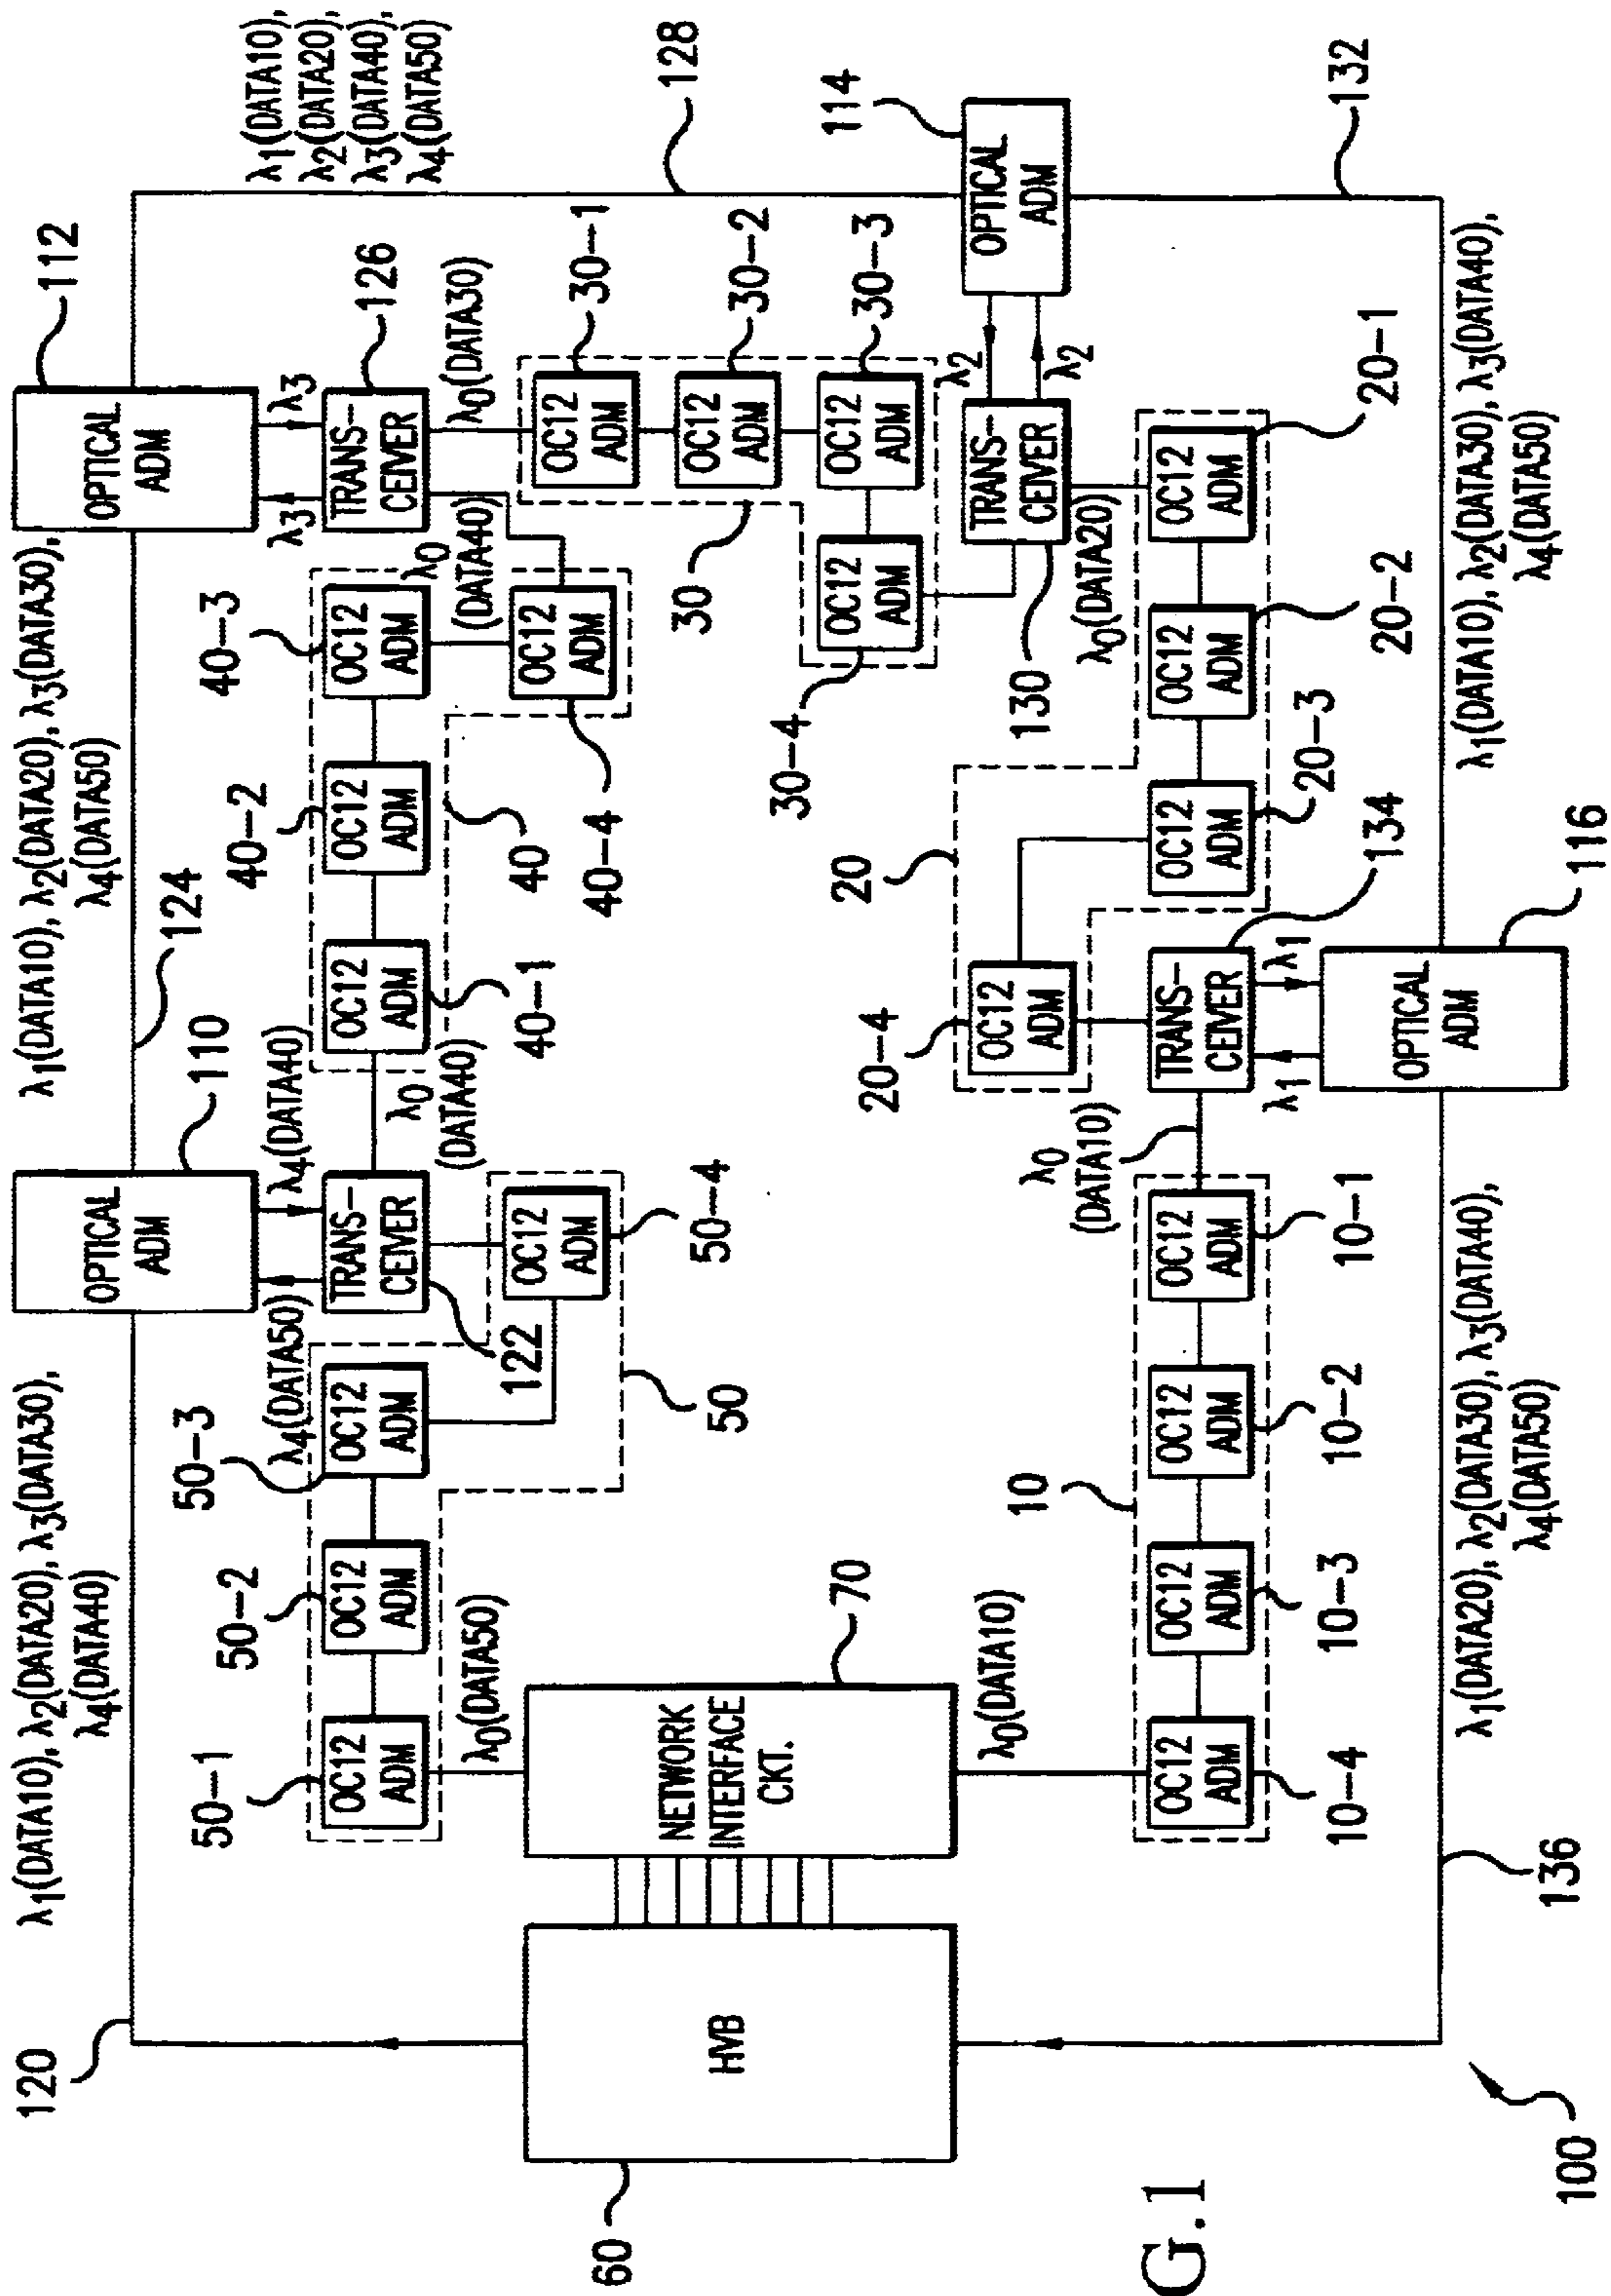 λ1(DATA10), λ2(DATA20), λ3(DATA30),
λ4(DATA40)
λ1(DATA10), λ2(DATA20), λ3(DATA30),
λ4(DATA50)
λ1(DATA10),
λ2(DATA20),
λ3(DATA40),
λ4(DATA50)
120
110
124
112
128
OPTICAL
ADM
OPTICAL
ADM
λ4(DATA50)
λ4(DATA40)
λ3
λ3
50-1
50-2
50-3
TRANS-
CEIVER
122
40-1
40-2
40-3
TRANS-
CEIVER
126
OC12
ADM
OC12
ADM
OC12
ADM
OC12
ADM
OC12
ADM
OC12
ADM
λ0
(DATA40)
λ0
(DATA40)
λ0(DATA30)
OC12
ADM
50-4
50
OC12
ADM
40-4
40
OC12
ADM
30-1
OC12
ADM
30-2
OC12
ADM
30-3
OC12
ADM
30-4
30
λ0(DATA50)
HVB
60
NETWORK
INTERFACE
CKT.
70
λ0(DATA10)
OPTICAL
ADM
114
λ2
λ2
TRANS-
CEIVER
130
λ0(DATA20)
20
OC12
ADM
20-4
OC12
ADM
20-3
OC12
ADM
20-2
OC12
ADM
20-1
TRANS-
CEIVER
134
λ0
(DATA10)
10
OC12
ADM
10-4
OC12
ADM
10-3
OC12
ADM
10-2
OC12
ADM
10-1
λ1
λ1
OPTICAL
ADM
116
132
136
λ1(DATA20), λ2(DATA30), λ3(DATA40),
λ4(DATA50)
λ1(DATA10), λ2(DATA30), λ3(DATA40),
λ4(DATA50)
100
G.1